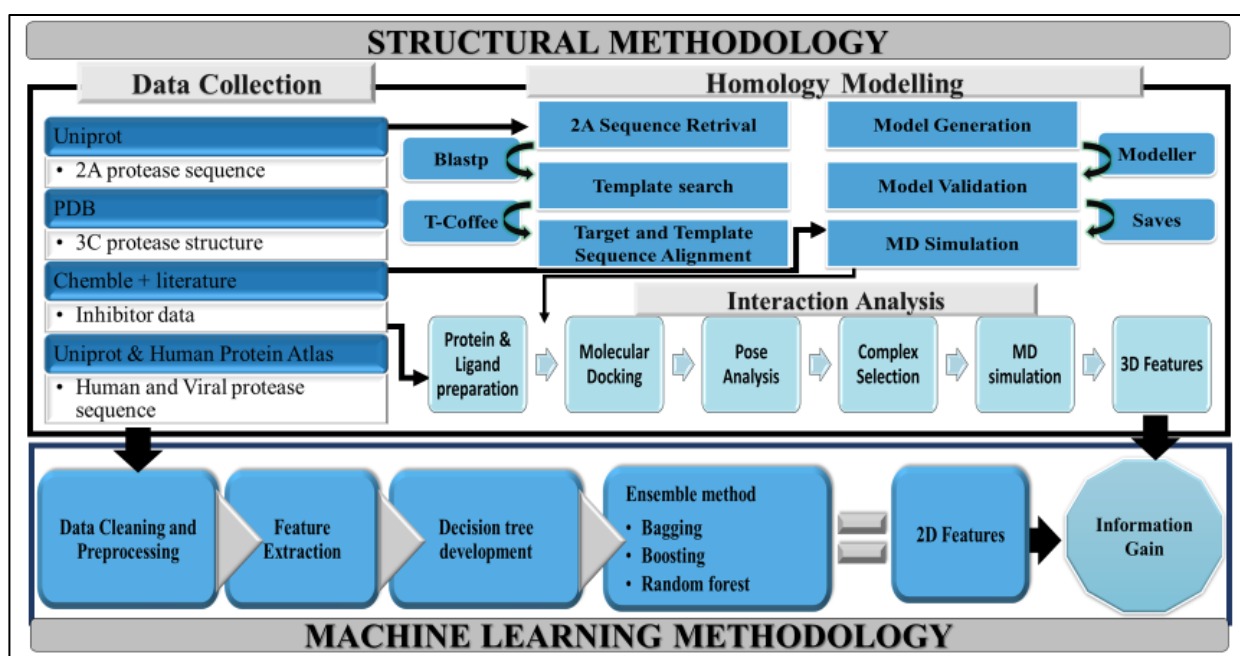 STRUCTURAL METHODOLOGY
Data Collection
Uniprot
• 2A protease sequence
PDB
• 3C protease structure
Chemble + literature
• Inhibitor data
Uniprot & Human Protein Atlas
• Human and Viral protease
sequence
Homology Modelling
2A Sequence Retrival
Blastp
Template search
T-Coffee
Target and Template
Sequence Alignment
Model Generation
Modeller
Model Validation
Saves
MD Simulation
Interaction Analysis
Protein &
Ligand
preparation
Molecular
Docking
Pose
Analysis
Complex
Selection
MD
simulation
3D Features
Data Cleaning and
Preprocessing
Feature
Extraction
Decision tree
development
Ensemble method
• Bagging
• Boosting
• Random forest
2D Features
Information
Gain
MACHINE LEARNING METHODOLOGY